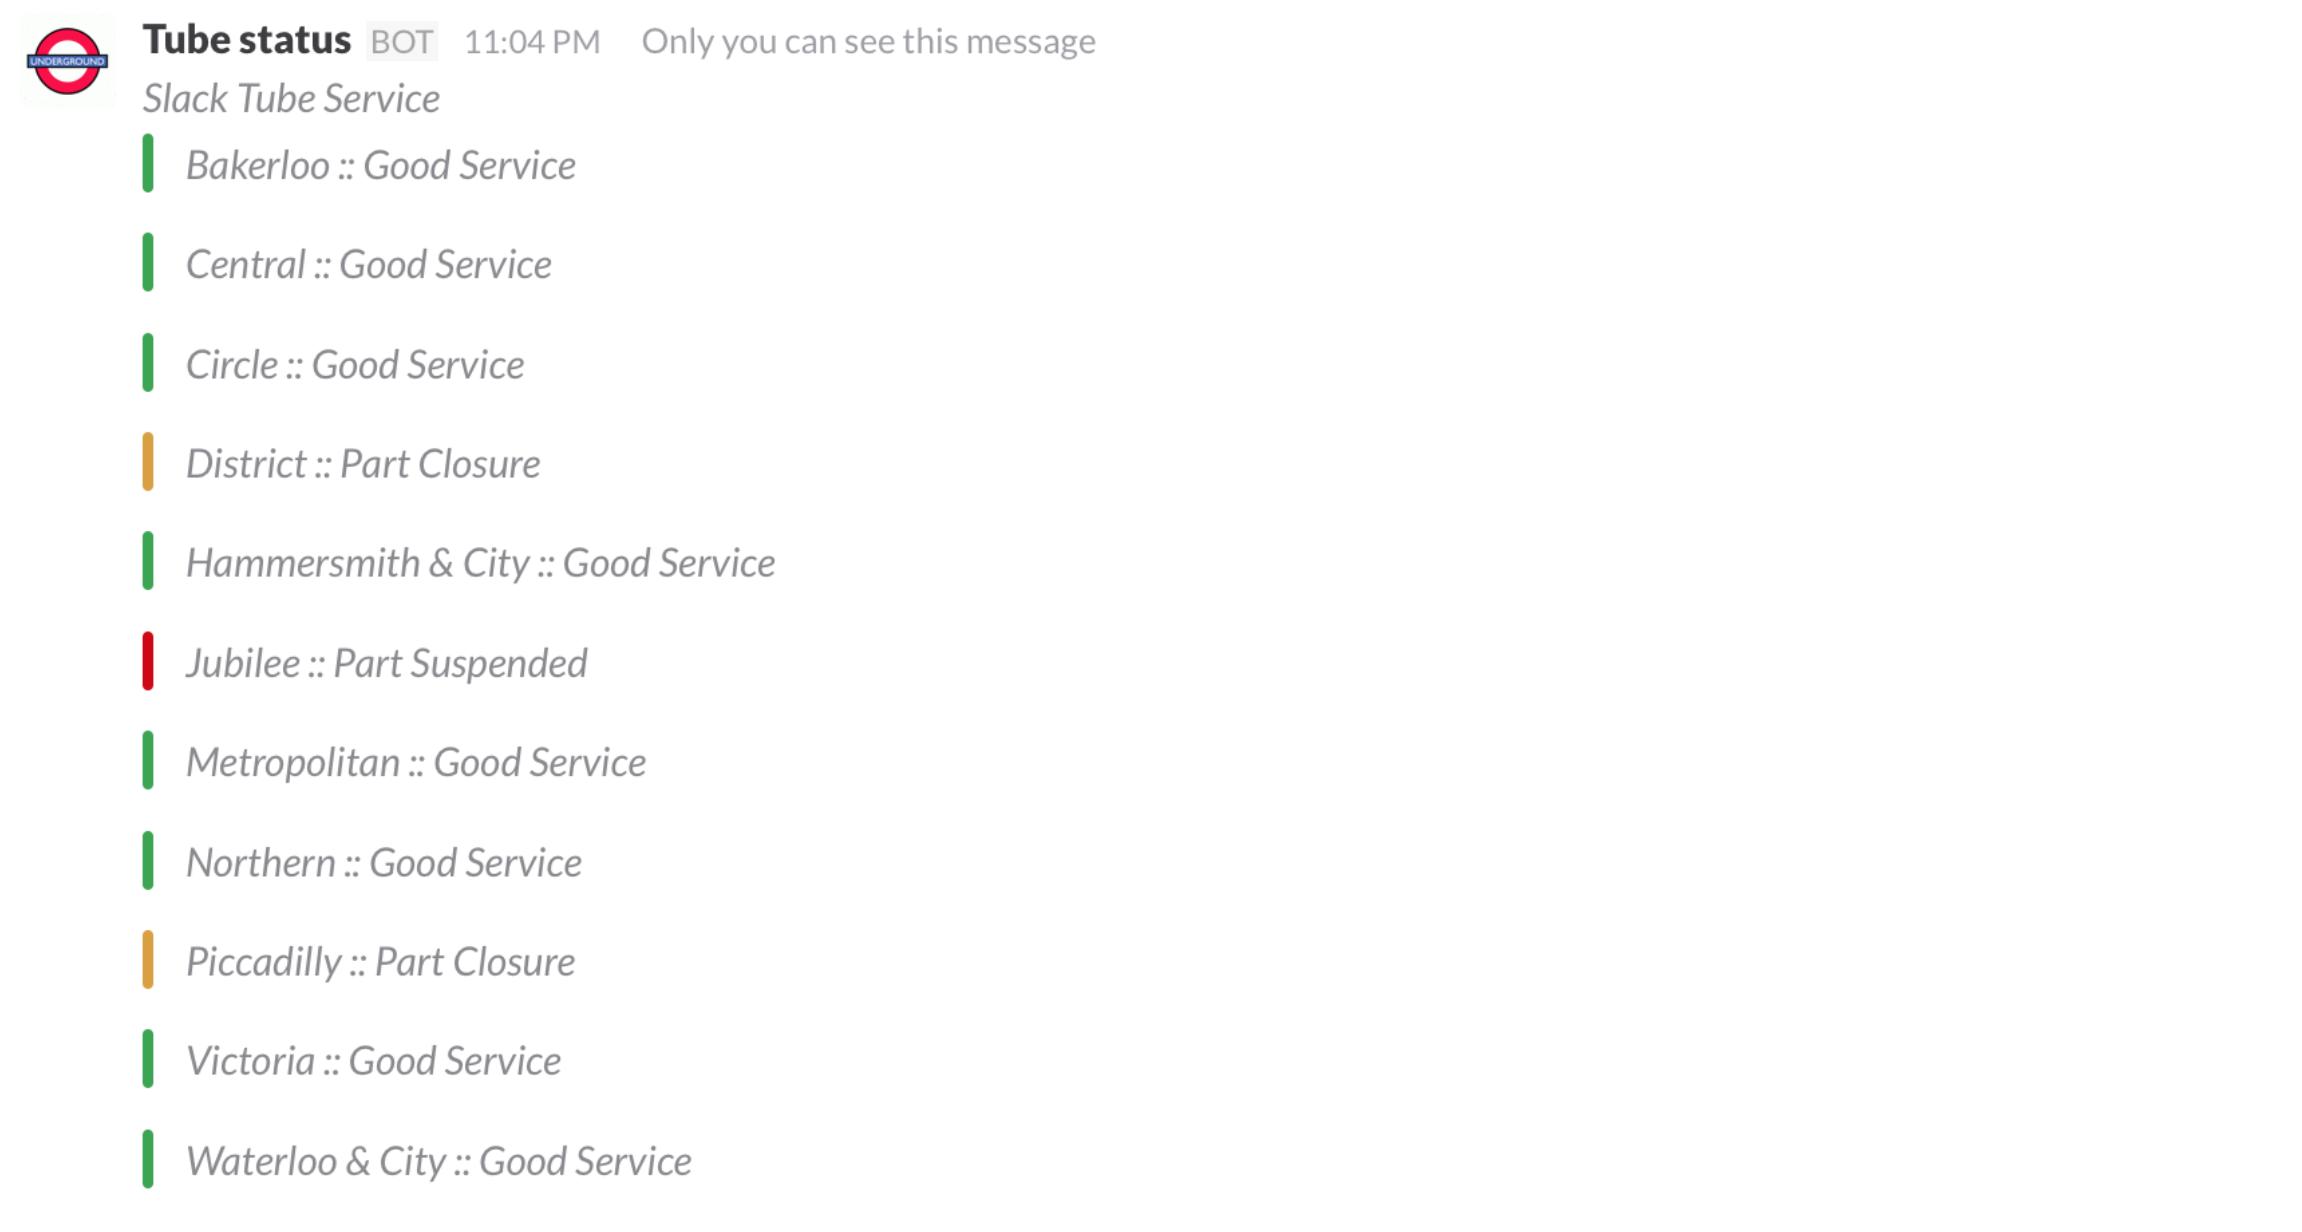 UNDERGROUND
Tube status BOT 11:04 PM Only you can see this message
Slack Tube Service
Bakerloo :: Good Service
Central :: Good Service
Circle :: Good Service
District :: Part Closure
Hammersmith & City :: Good Service
Jubilee :: Part Suspended
Metropolitan :: Good Service
Northern :: Good Service
Piccadilly :: Part Closure
Victoria :: Good Service
Waterloo & City :: Good Service